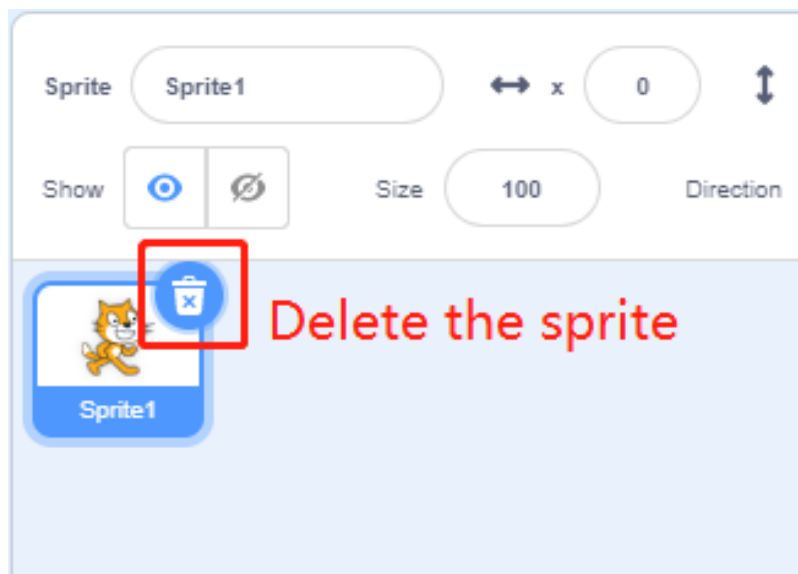 Sprite Sprite1 x 0
Show Size 100 Direction
Delete the sprite
Sprite1